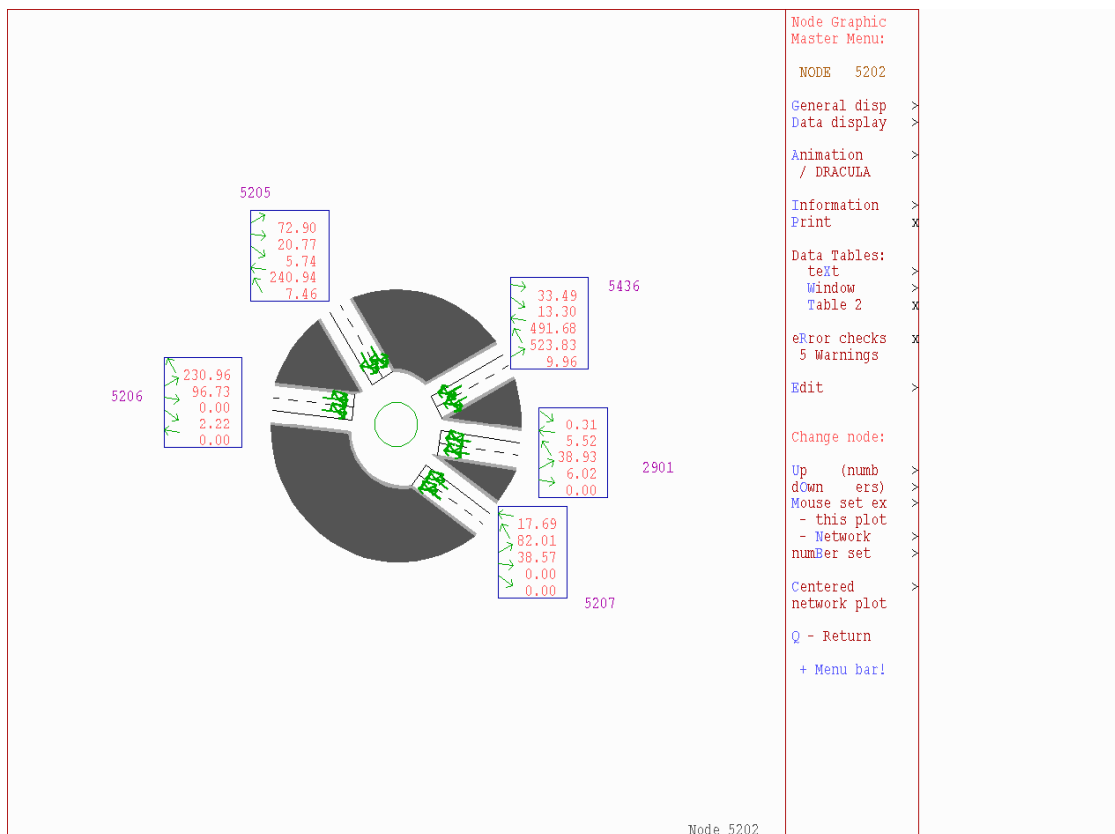 5205
72.90
20.77
5.74
240.94
7.46
5436
33.49
13.30
491.68
523.83
9.96
5206
230.96
96.73
0.00
2.22
0.00
2901
0.31
5.52
38.93
6.02
0.00
5207
17.69
82.01
38.57
0.00
0.00
Node 5202
Node Graphic
Master Menu:
NODE 5202
General disp >
Data display >
Animation >
/ DRACULA
Information >
Print x
Data Tables:
teXt >
Window >
Table 2 x
eRror checks x
5 Warnings
Edit >
Change node:
Up (numb >
dOwn ers) >
Mouse set ex >
- this plot
- Network >
numBer set >
Centered >
network plot
Q - Return
+ Menu bar!